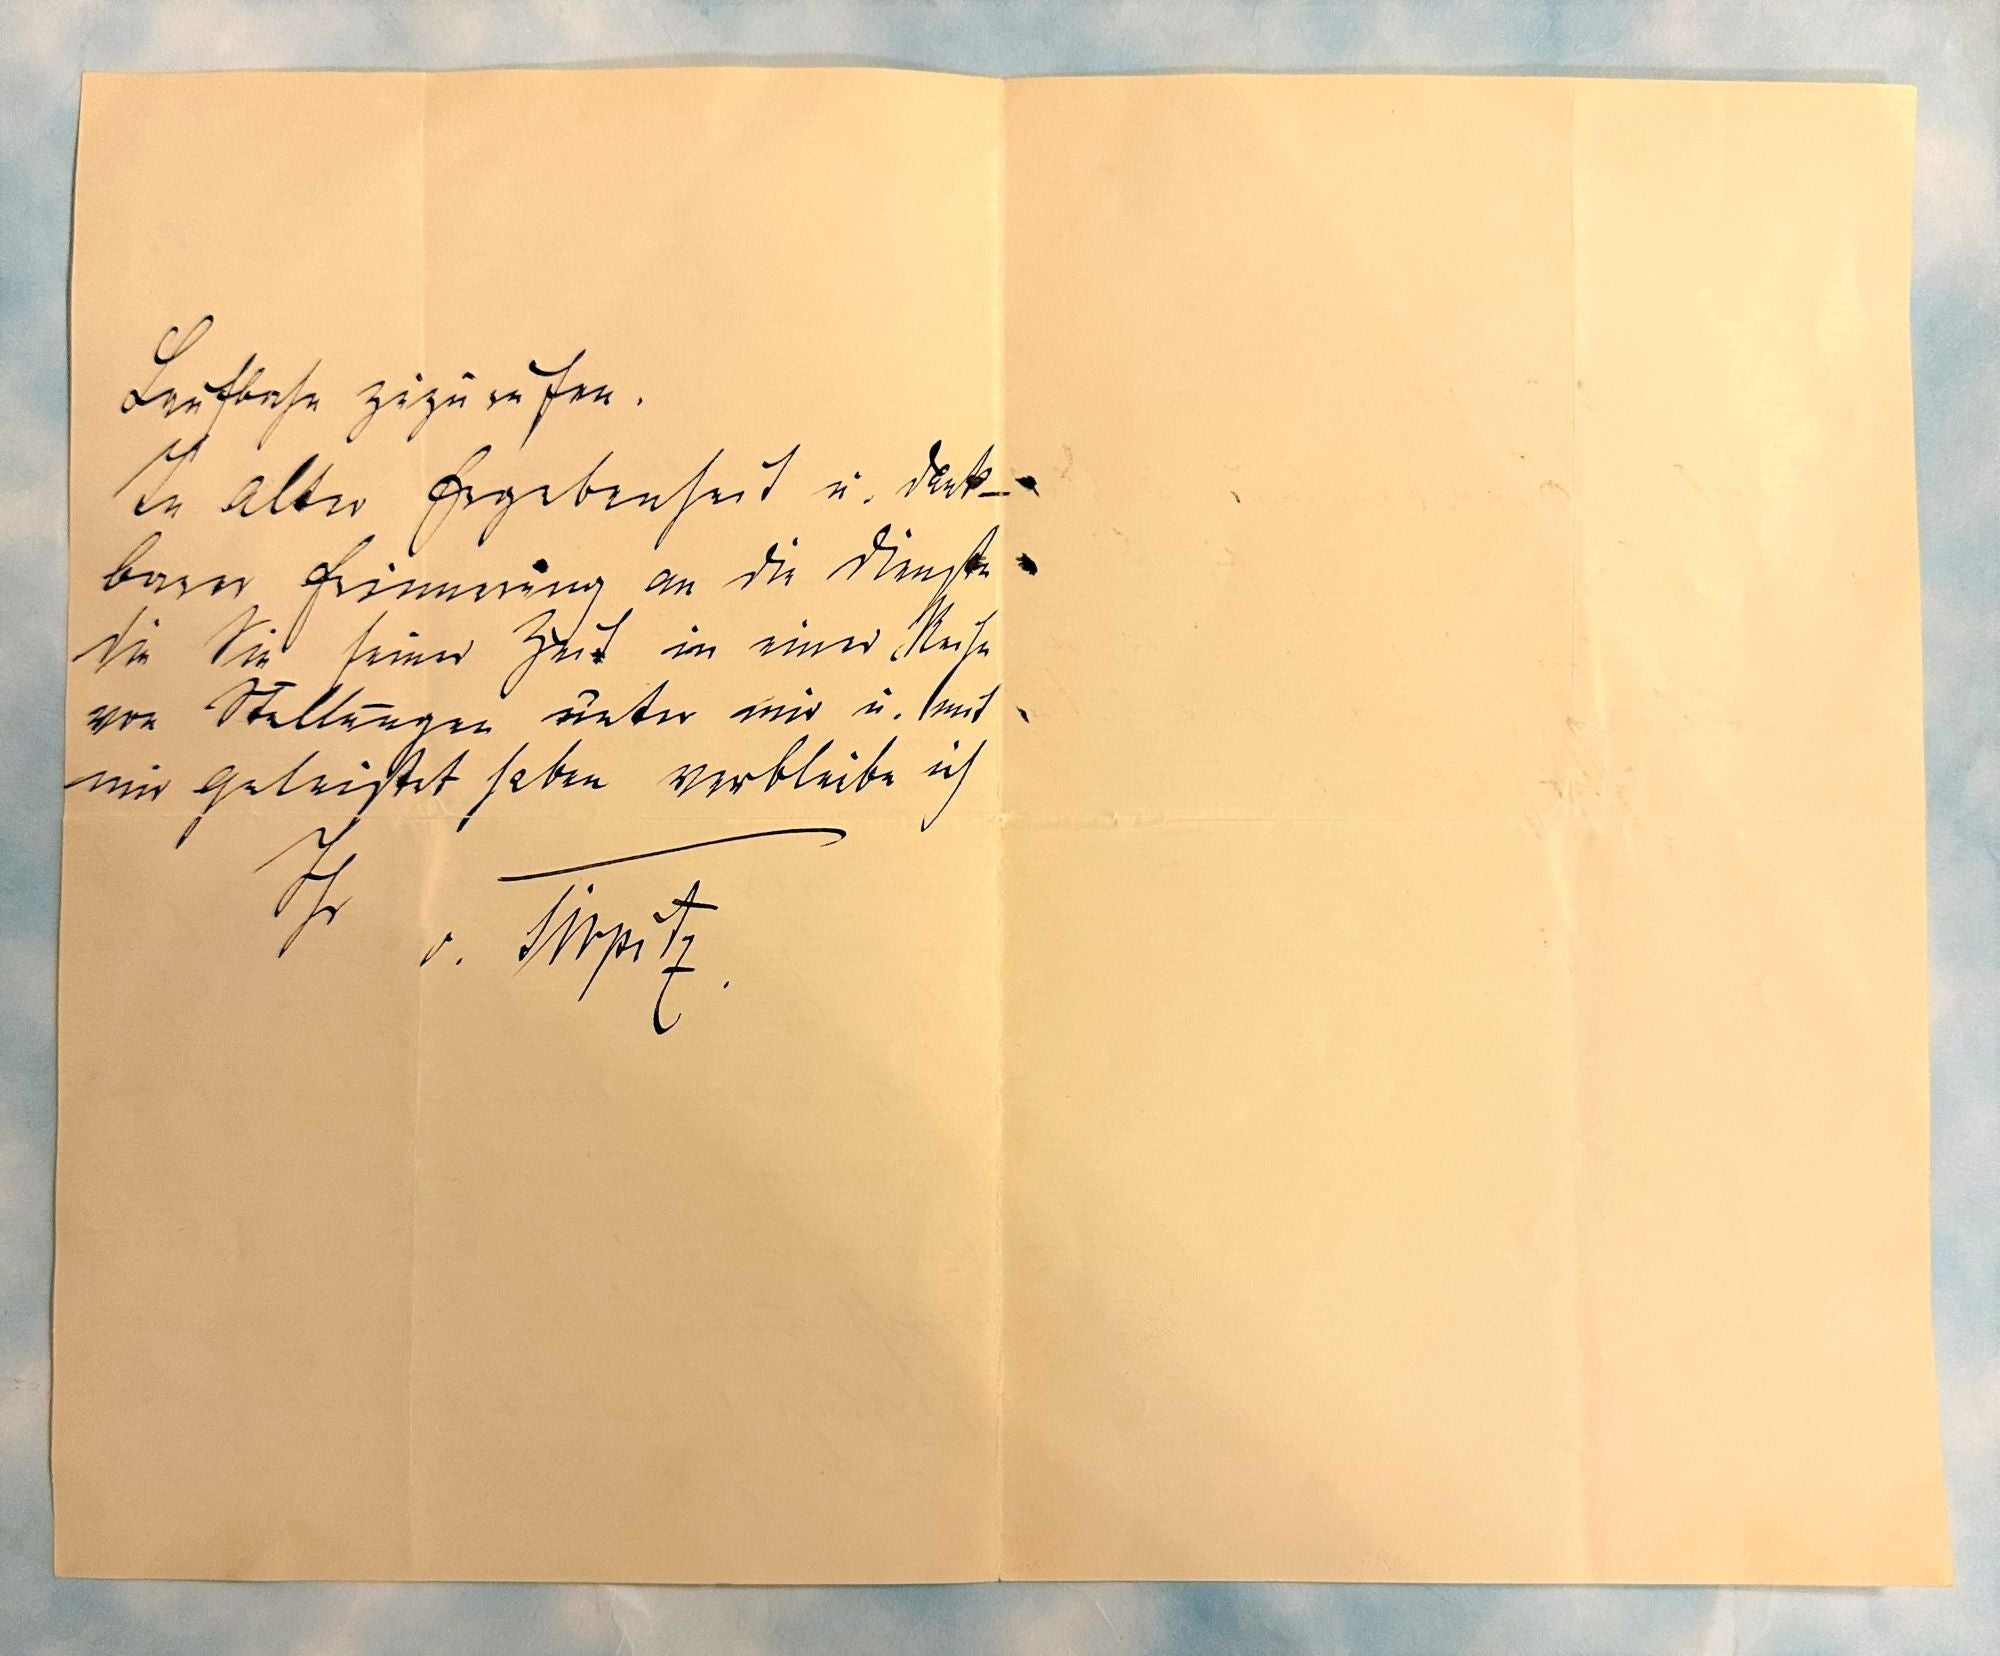 Laufbahn zuzurufen.
In alter Ergebenheit u. dank-
barer Erinnerung an die Dienste
die Sie seiner Zeit in einer Reihe
von Stellungen unter mir u. mit
mir geleistet haben verbleibe ich
Ihr
v. Tirpitz.